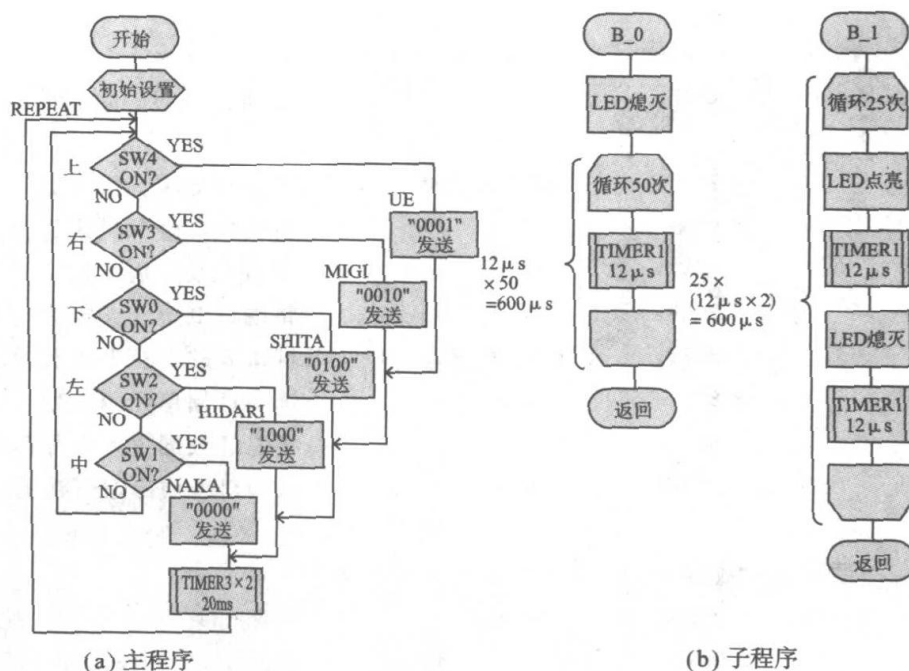 开始
初始设置
REPEAT
上
SW4
ON?
YES
NO
右
SW3
ON?
YES
NO
下
SW0
ON?
YES
NO
左
SW2
ON?
YES
NO
中
SW1
ON?
YES
NO
UE
"0001"
发送
MIGI
"0010"
发送
SHITA
"0100"
发送
HIDARI
"1000"
发送
NAKA
"0000"
发送
TIMER3×2
20ms
(a) 主程序
B_0
LED熄灭
循环50次
TIMER1
12μs
返回
12μs
×50
=600μs
B_1
循环25次
LED点亮
TIMER1
12μs
LED熄灭
TIMER1
12μs
返回
25×
(12μs×2)
=600μs
(b) 子程序